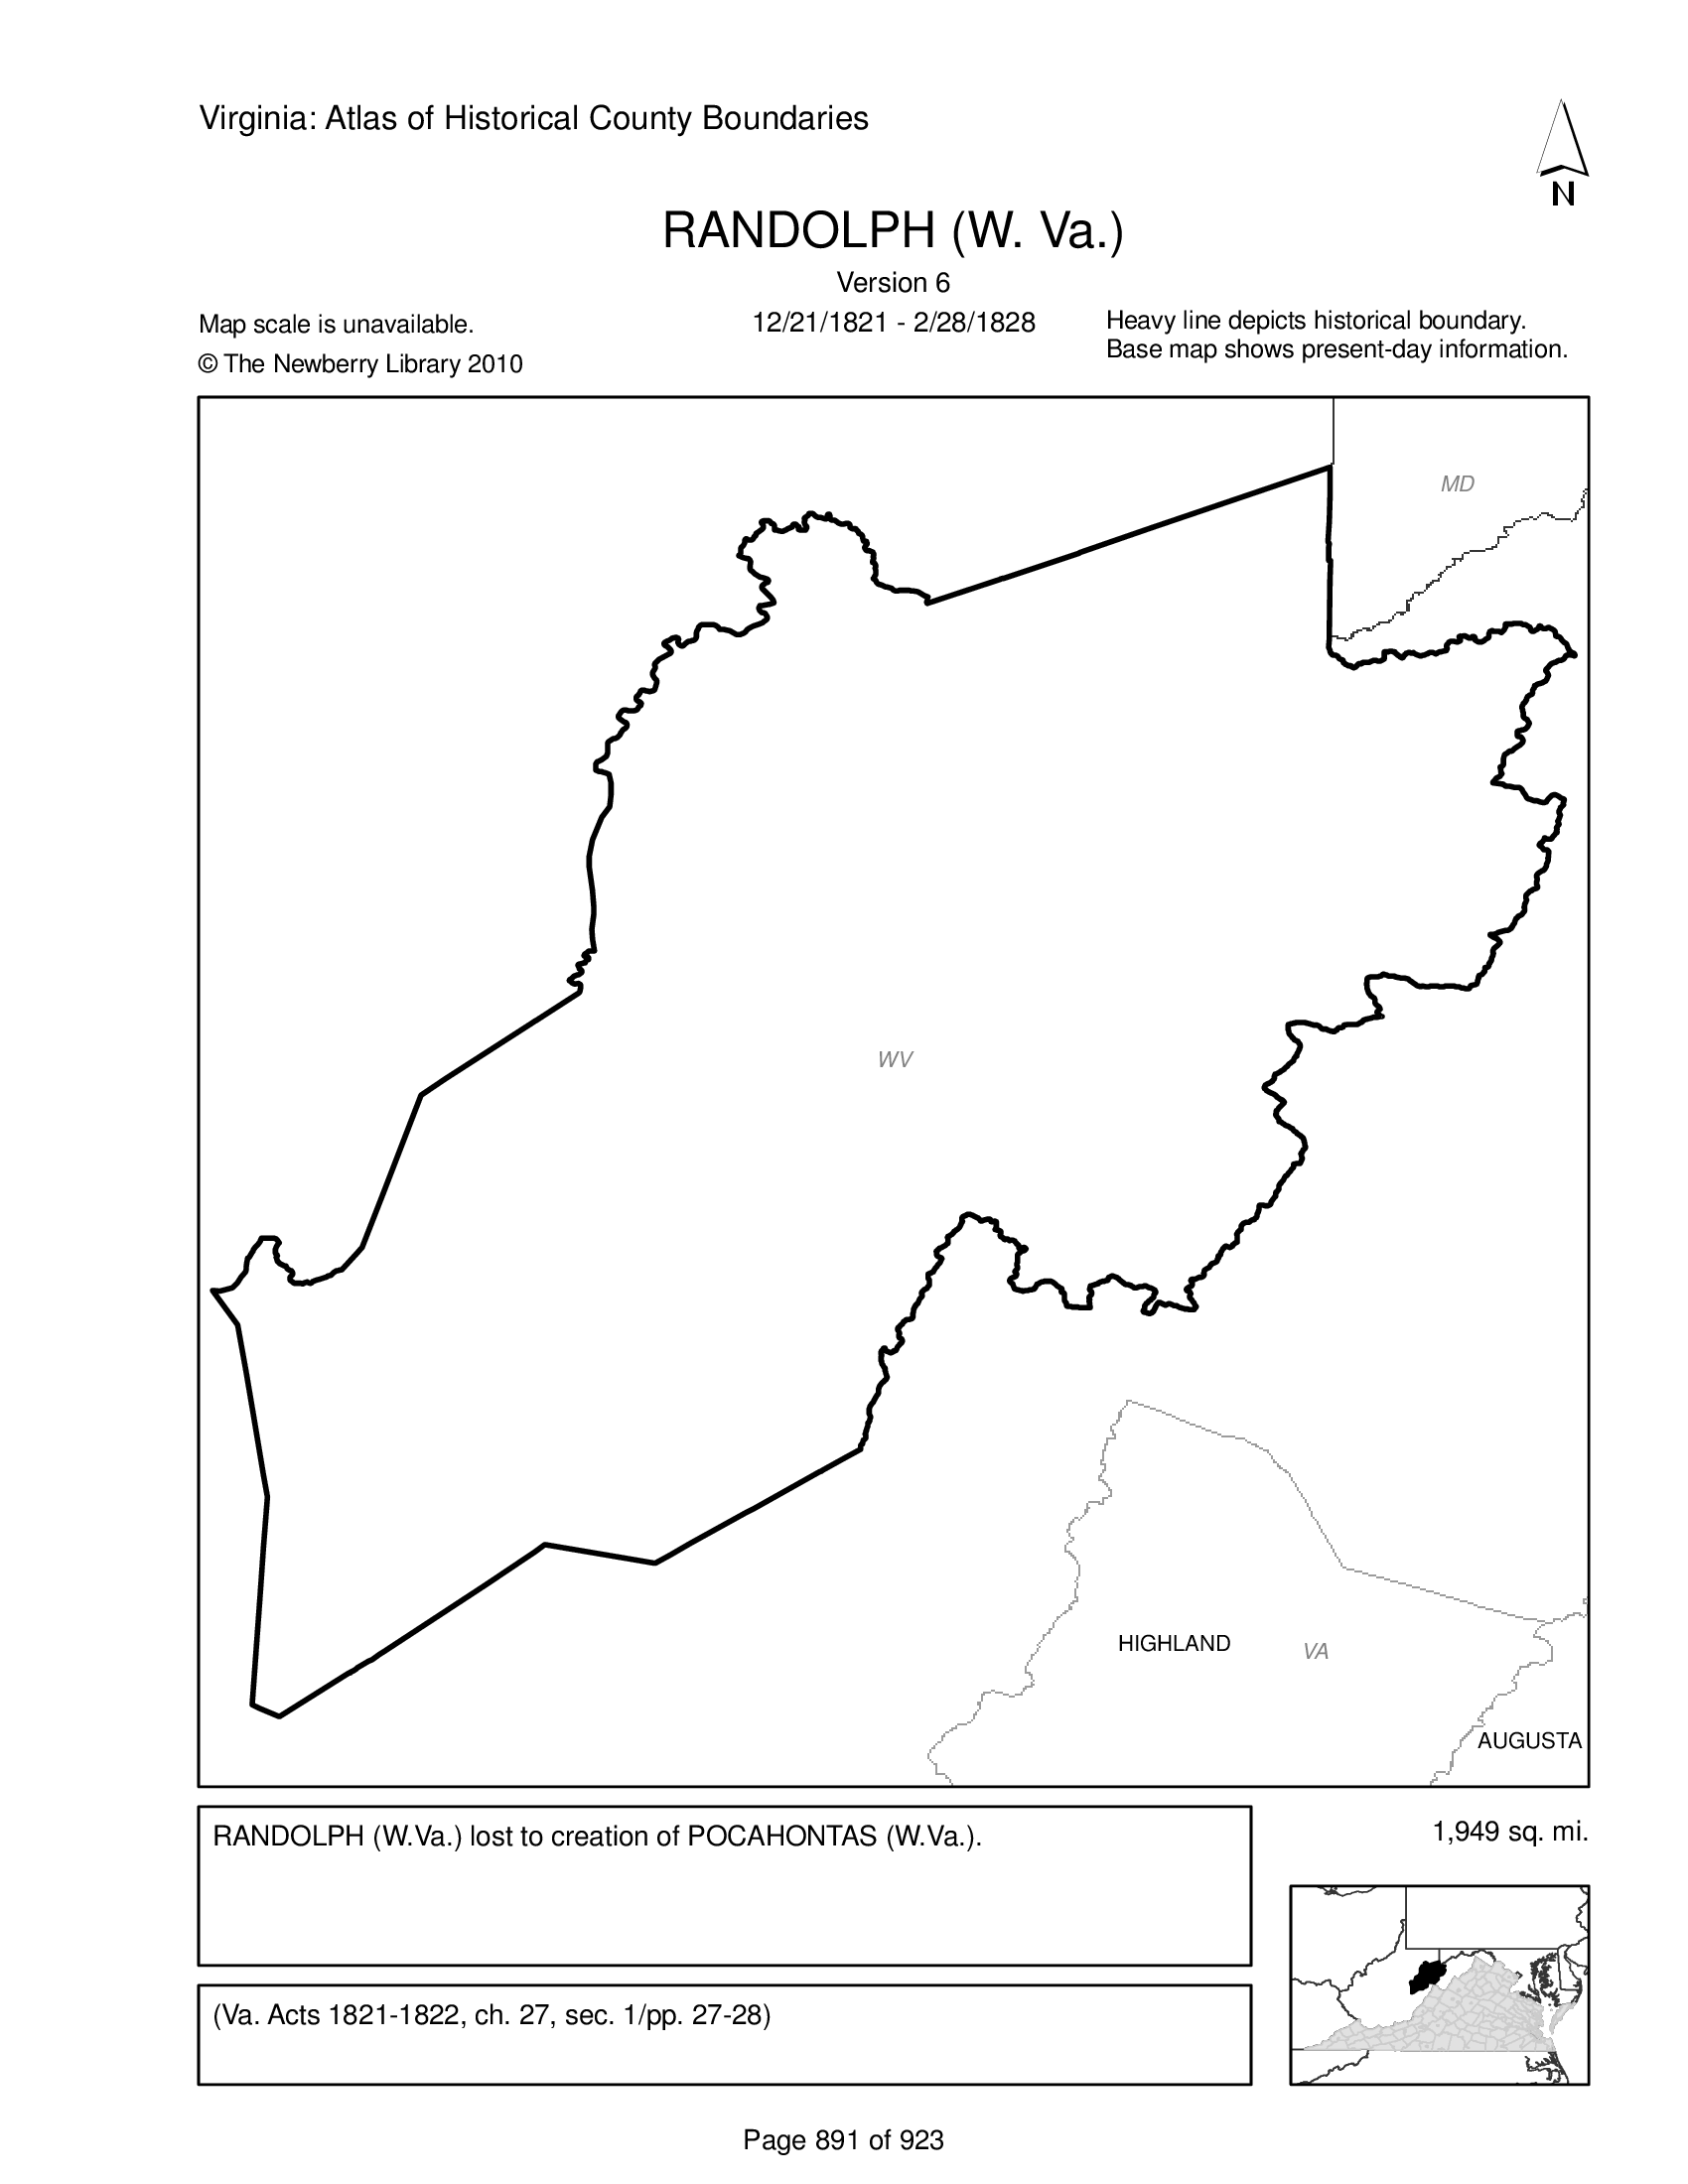 Virginia: Atlas of Historical County Boundaries
N
RANDOLPH (W. Va.)
Version 6
Map scale is unavailable.
12/21/1821 - 2/28/1828
Heavy line depicts historical boundary.
Base map shows present-day information.
© The Newberry Library 2010
MD
WV
HIGHLAND
VA
AUGUSTA
RANDOLPH (W.Va.) lost to creation of POCAHONTAS (W.Va.).
1,949 sq. mi.
(Va. Acts 1821-1822, ch. 27, sec. 1/pp. 27-28)
Page 891 of 923